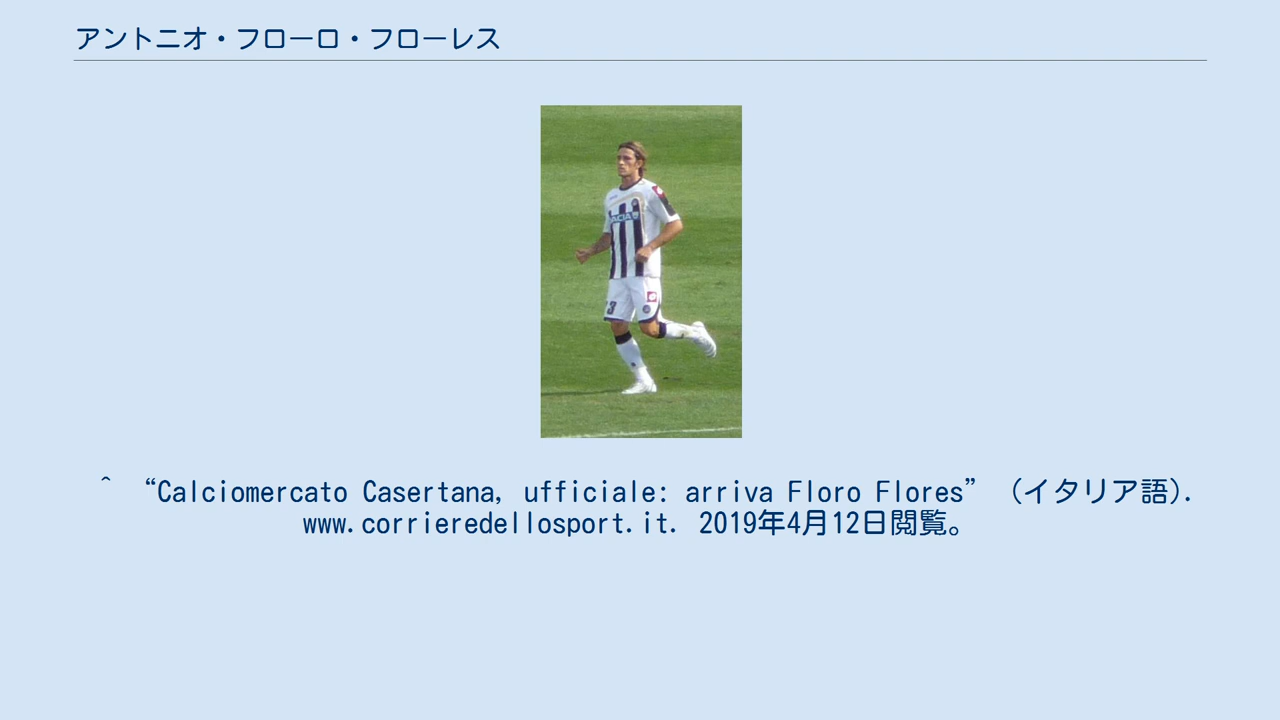 アントニオ・フローロ・フローレス
^ “Calciomercato Casertana, ufficiale: arriva Floro Flores” （イタリア語).
www.corrieredellosport.it. 2019年4月12日閲覧。